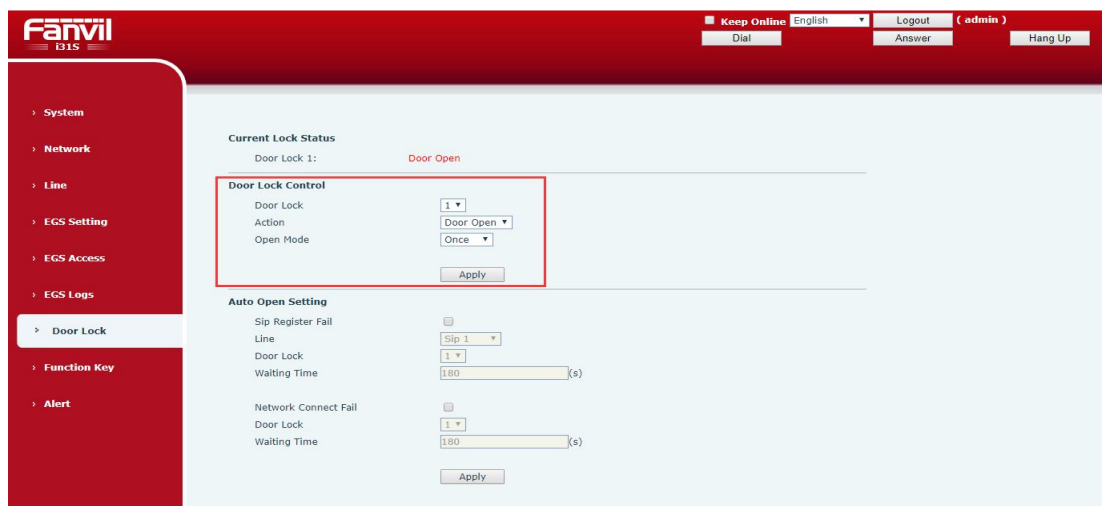 Fanvil
i31S
Keep Online English Logout ( admin )
Dial Answer Hang Up
› System
› Network
› Line
› EGS Setting
› EGS Access
› EGS Logs
› Door Lock
› Function Key
› Alert
Current Lock Status
Door Lock 1: Door Open
Door Lock Control
Door Lock 1
Action Door Open
Open Mode Once
Apply
Auto Open Setting
Sip Register Fail
Line Sip 1
Door Lock 1
Waiting Time 180 (s)
Network Connect Fail
Door Lock 1
Waiting Time 180 (s)
Apply